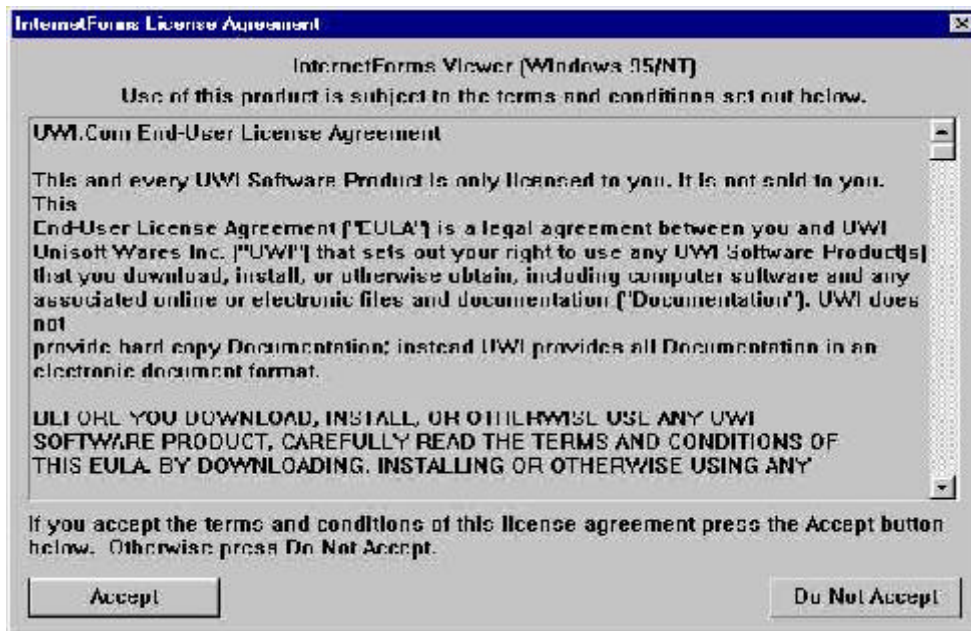 InternetForms License Agreement
InternetForms Viewer (Windows 95/NT)
Use of this product is subject to the terms and conditions set out below.
UWI.Com End-User License Agreement
This and every UWI Software Product is only licensed to you. It is not sold to you.
This
End-User License Agreement ("EULA") is a legal agreement between you and UWI
Unisoft Wares Inc. ("UWI") that sets out your right to use any UWI Software Product(s)
that you download, install, or otherwise obtain, including computer software and any
associated online or electronic files and documentation ("Documentation"). UWI does
not
provide hard copy Documentation; instead UWI provides all Documentation in an
electronic document format.
BEFORE YOU DOWNLOAD, INSTALL, OR OTHERWISE USE ANY UWI
SOFTWARE PRODUCT, CAREFULLY READ THE TERMS AND CONDITIONS OF
THIS EULA. BY DOWNLOADING, INSTALLING OR OTHERWISE USING ANY
If you accept the terms and conditions of this license agreement press the Accept button
below. Otherwise press Do Not Accept.
Accept
Do Not Accept